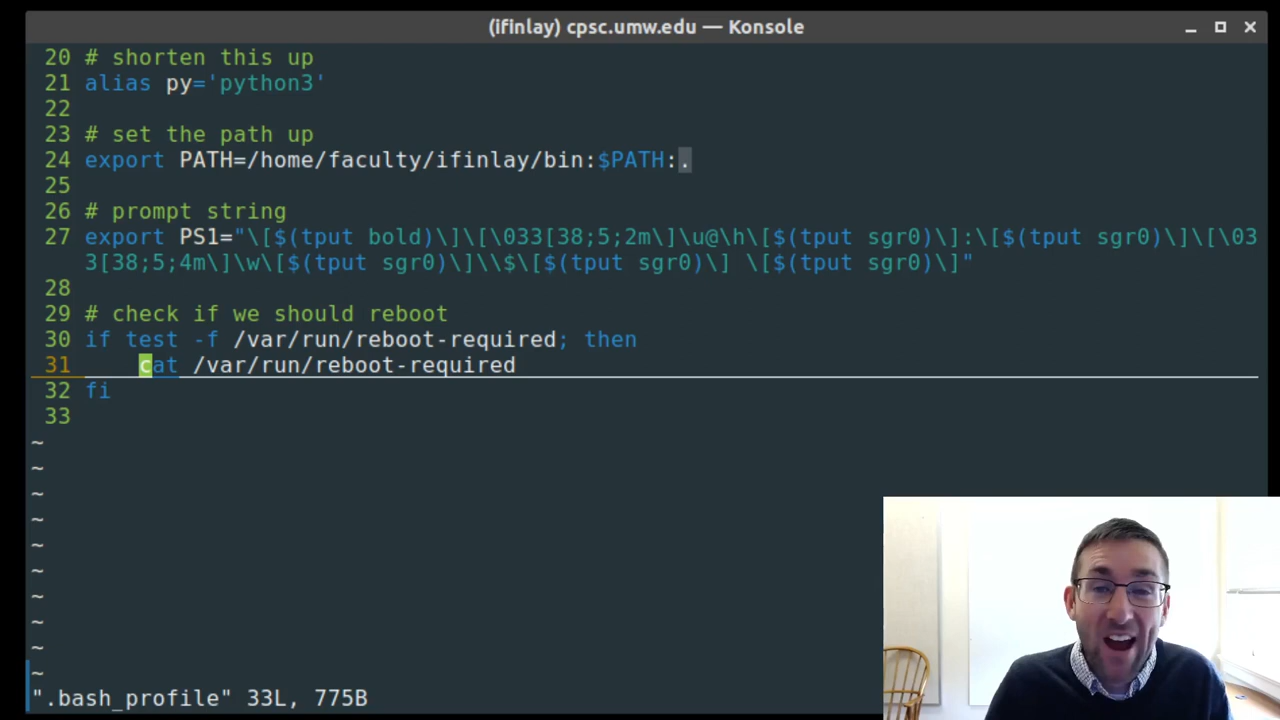 (ifinlay) cpsc.umw.edu — Konsole
20 # shorten this up
21 alias py='python3'
22
23 # set the path up
24 export PATH=/home/faculty/ifinlay/bin:$PATH:.
25
26 # prompt string
27 export PS1="\[$(tput bold)\]\[\033[38;5;2m\]\u@\h\[$(tput sgr0)\]:\[$(tput sgr0)\]\[\03
3[38;5;4m\]\w\[$(tput sgr0)\]\\$\[$(tput sgr0)\] \[$(tput sgr0)\]"
28
29 # check if we should reboot
30 if test -f /var/run/reboot-required; then
31     cat /var/run/reboot-required
32 fi
33
~
~
~
~
~
~
~
~
~
~
".bash_profile" 33L, 775B